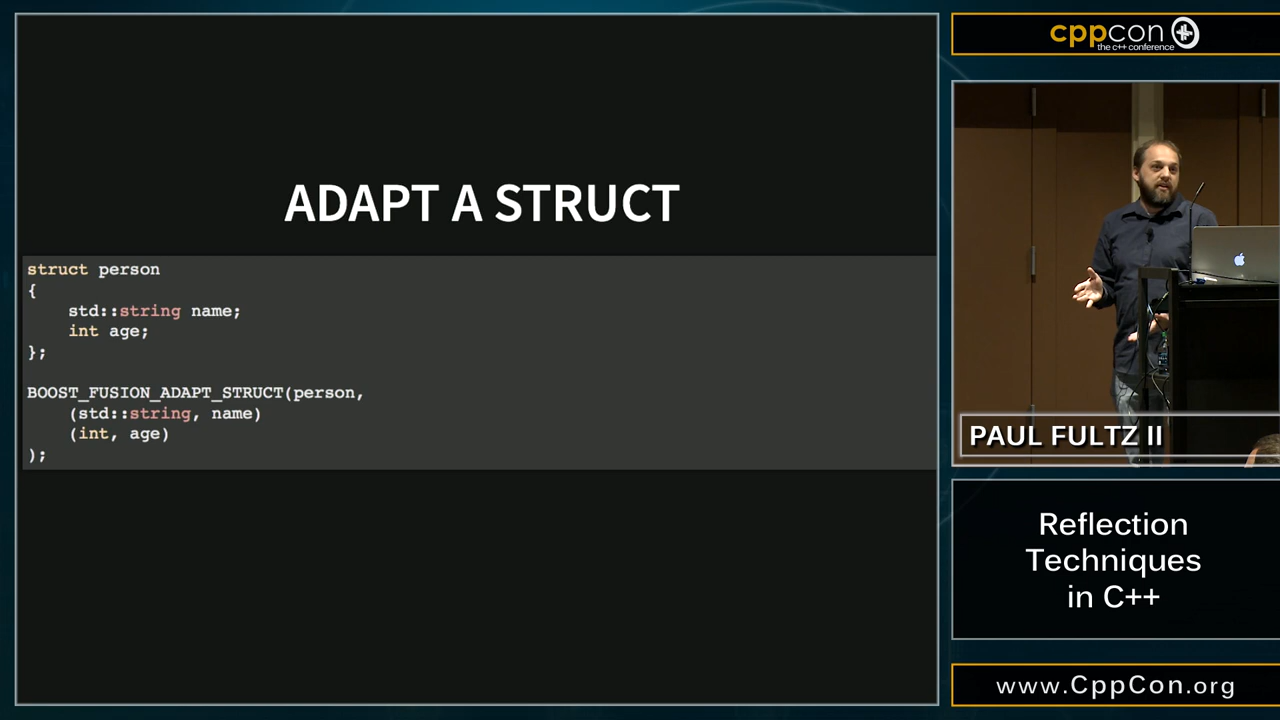 ADAPT A STRUCT
struct person
{
    std::string name;
    int age;
};
BOOST_FUSION_ADAPT_STRUCT(person,
    (std::string, name)
    (int, age)
);
cppcon
the c++ conference
PAUL FULTZ II
Reflection
Techniques
in C++
www.CppCon.org